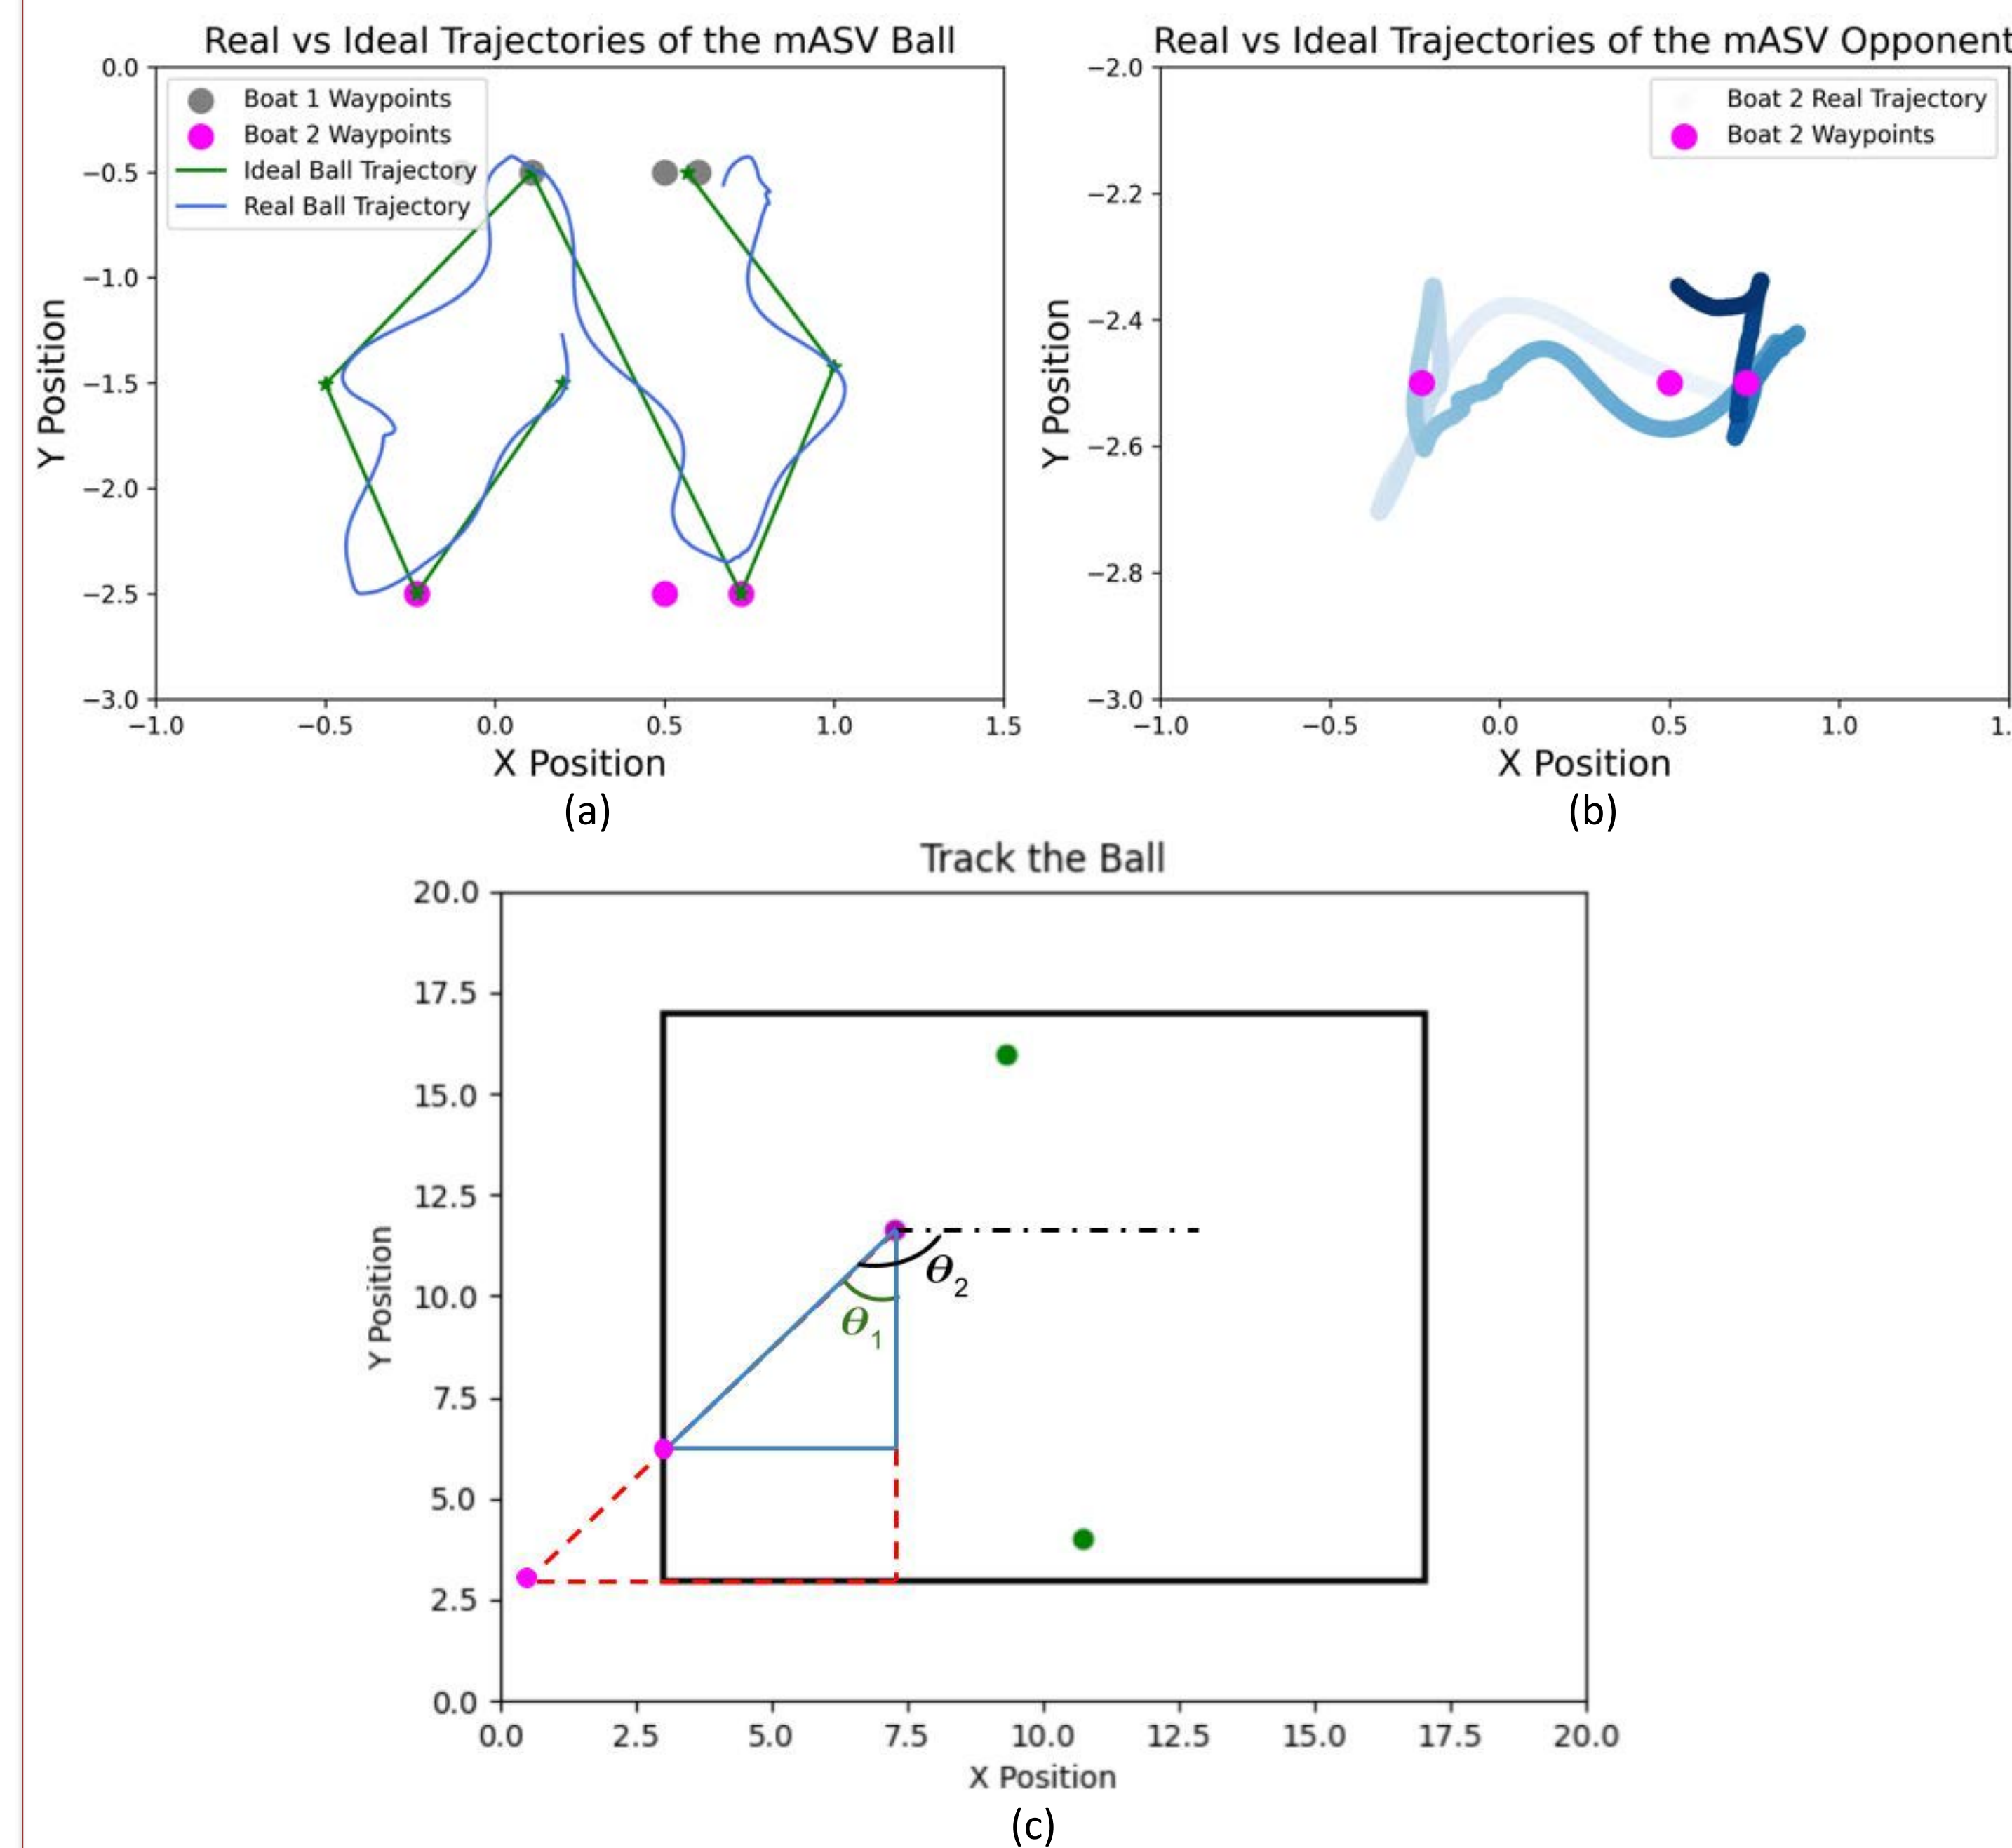 Real vs Ideal Trajectories of the mASV Ball
Boat 1 Waypoints
Boat 2 Waypoints
Ideal Ball Trajectory
Real Ball Trajectory
0.0
−0.5
−1.0
−1.5
−2.0
−2.5
−3.0
Y Position
−1.0 −0.5 0.0 0.5 1.0 1.5
X Position
(a)
Real vs Ideal Trajectories of the mASV Opponent
Boat 2 Real Trajectory
Boat 2 Waypoints
−2.0
−2.2
−2.4
−2.6
−2.8
−3.0
Y Position
−1.0 −0.5 0.0 0.5 1.0 1.
X Position
(b)
Track the Ball
20.0
17.5
15.0
12.5
10.0
7.5
5.0
2.5
0.0
Y Position
θ2
θ1
0.0 2.5 5.0 7.5 10.0 12.5 15.0 17.5 20.0
X Position
(c)